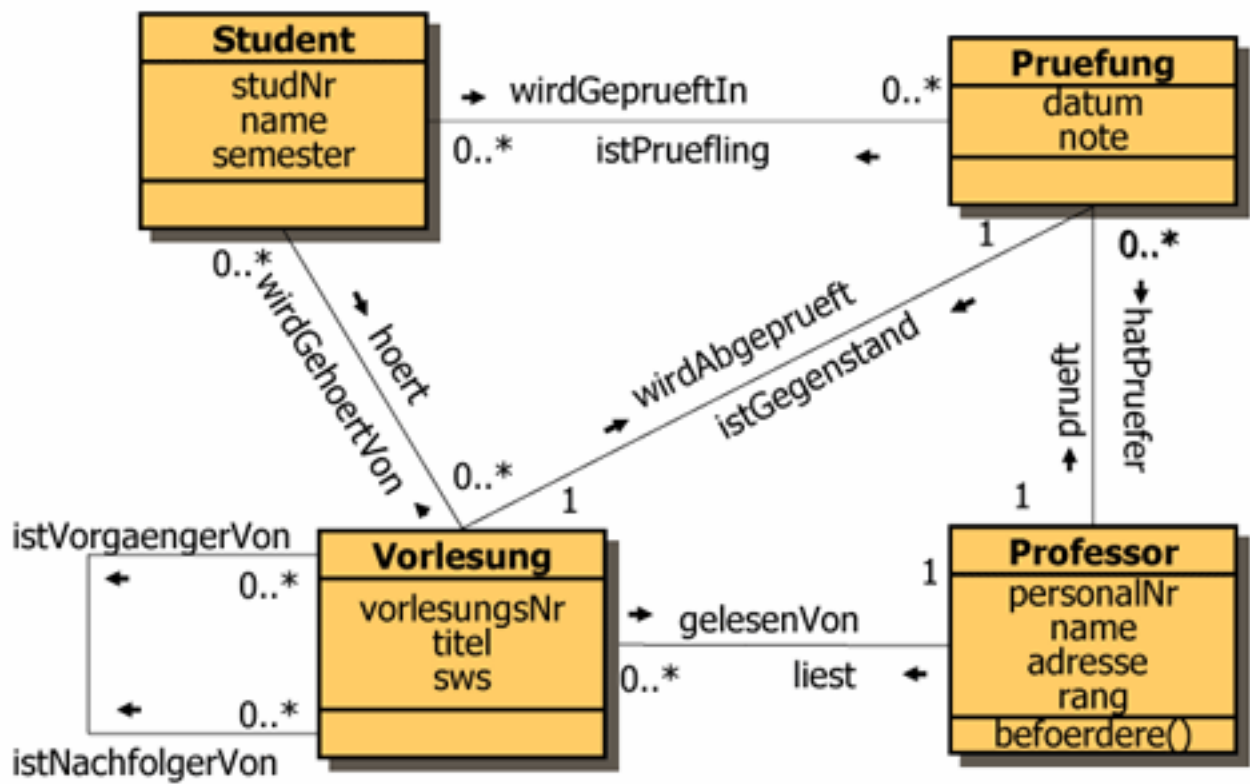 Student
studNr
name
semester
Pruefung
datum
note
wirdGeprueftIn
0..*
0..*
istPruefling
0..*
wirdGehoertVon
hoert
0..*
1
wirdAbgeprueft
istGegenstand
1
0..*
hatPruefer
prueft
1
istVorgaengerVon
0..*
0..*
istNachfolgerVon
Vorlesung
vorlesungsNr
titel
sws
gelesenVon
1
0..*
liest
Professor
personalNr
name
adresse
rang
befoerdere()